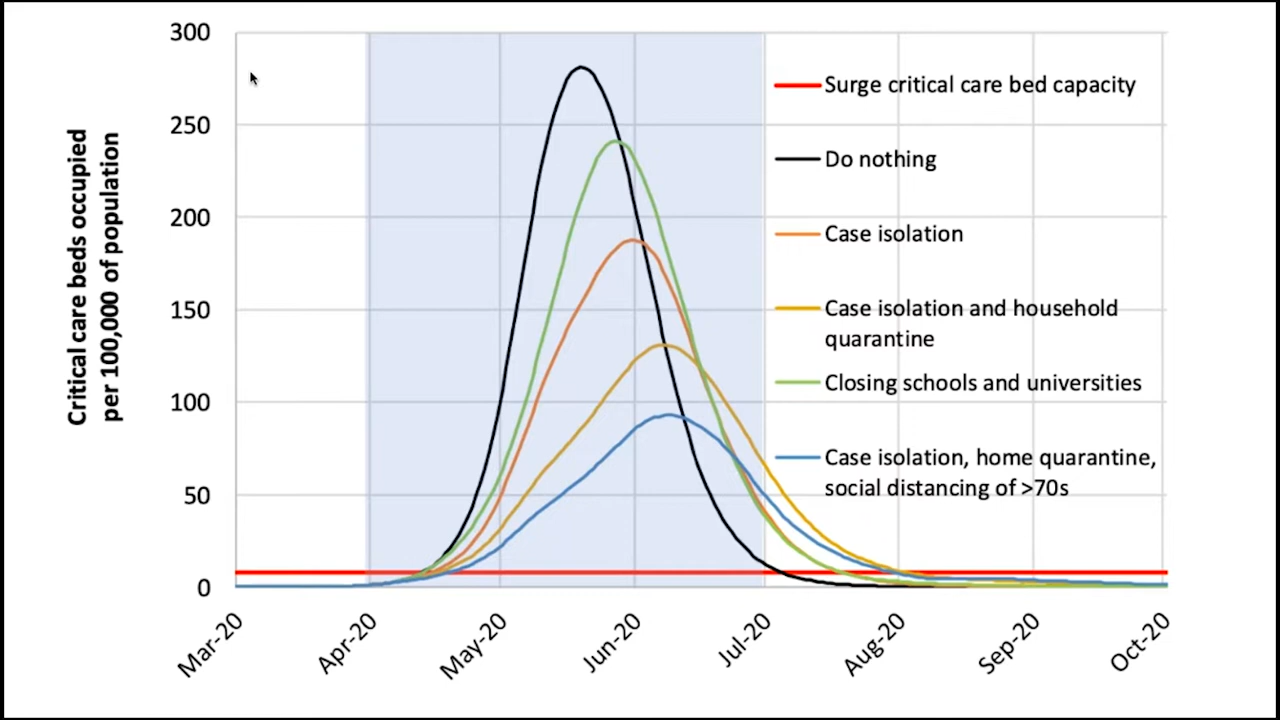 Critical care beds occupied
per 100,000 of population
300
250
200
150
100
50
0
Mar-20
Apr-20
May-20
Jun-20
Jul-20
Aug-20
Sep-20
Oct-20
Surge critical care bed capacity
Do nothing
Case isolation
Case isolation and household
quarantine
Closing schools and universities
Case isolation, home quarantine,
social distancing of >70s